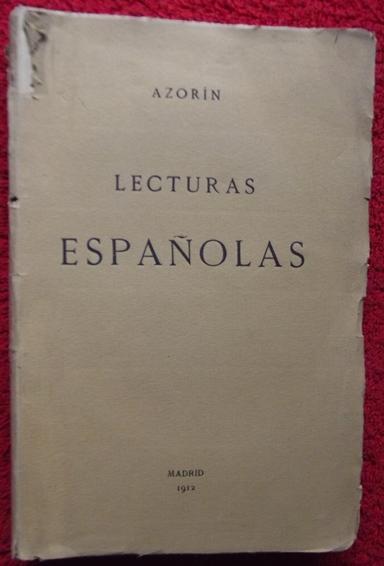 AZORÍN
LECTURAS
ESPAÑOLAS
MADRID
1912